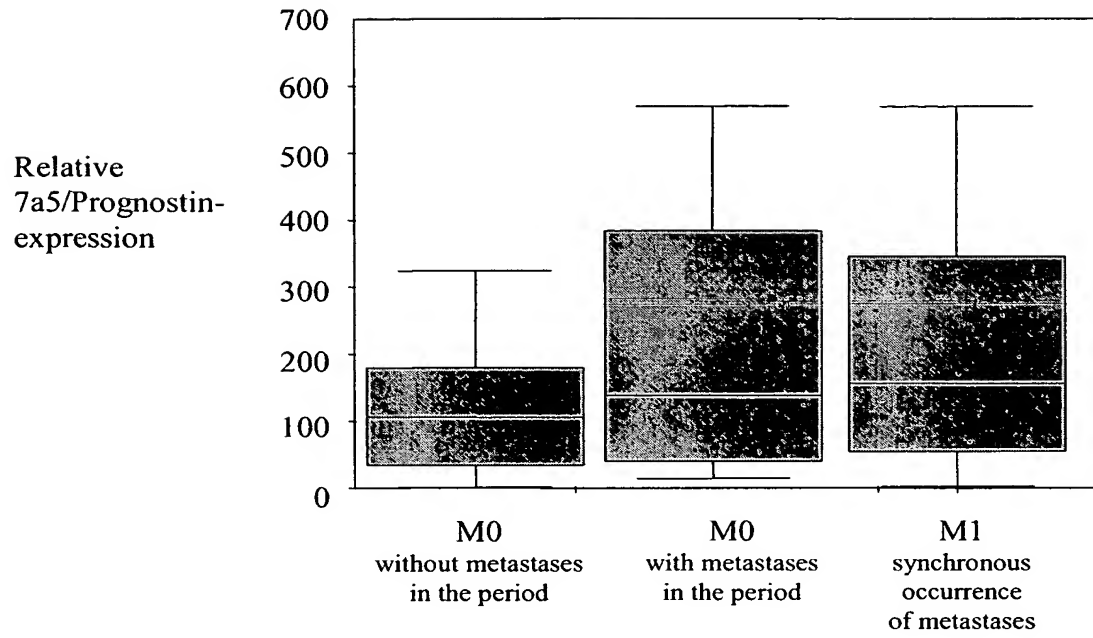 700
600
500
400
300
200
100
0
Relative
7a5/Prognostin-
expression
M0
without metastases
in the period
M0
with metastases
in the period
M1
synchronous
occurrence
of metastases